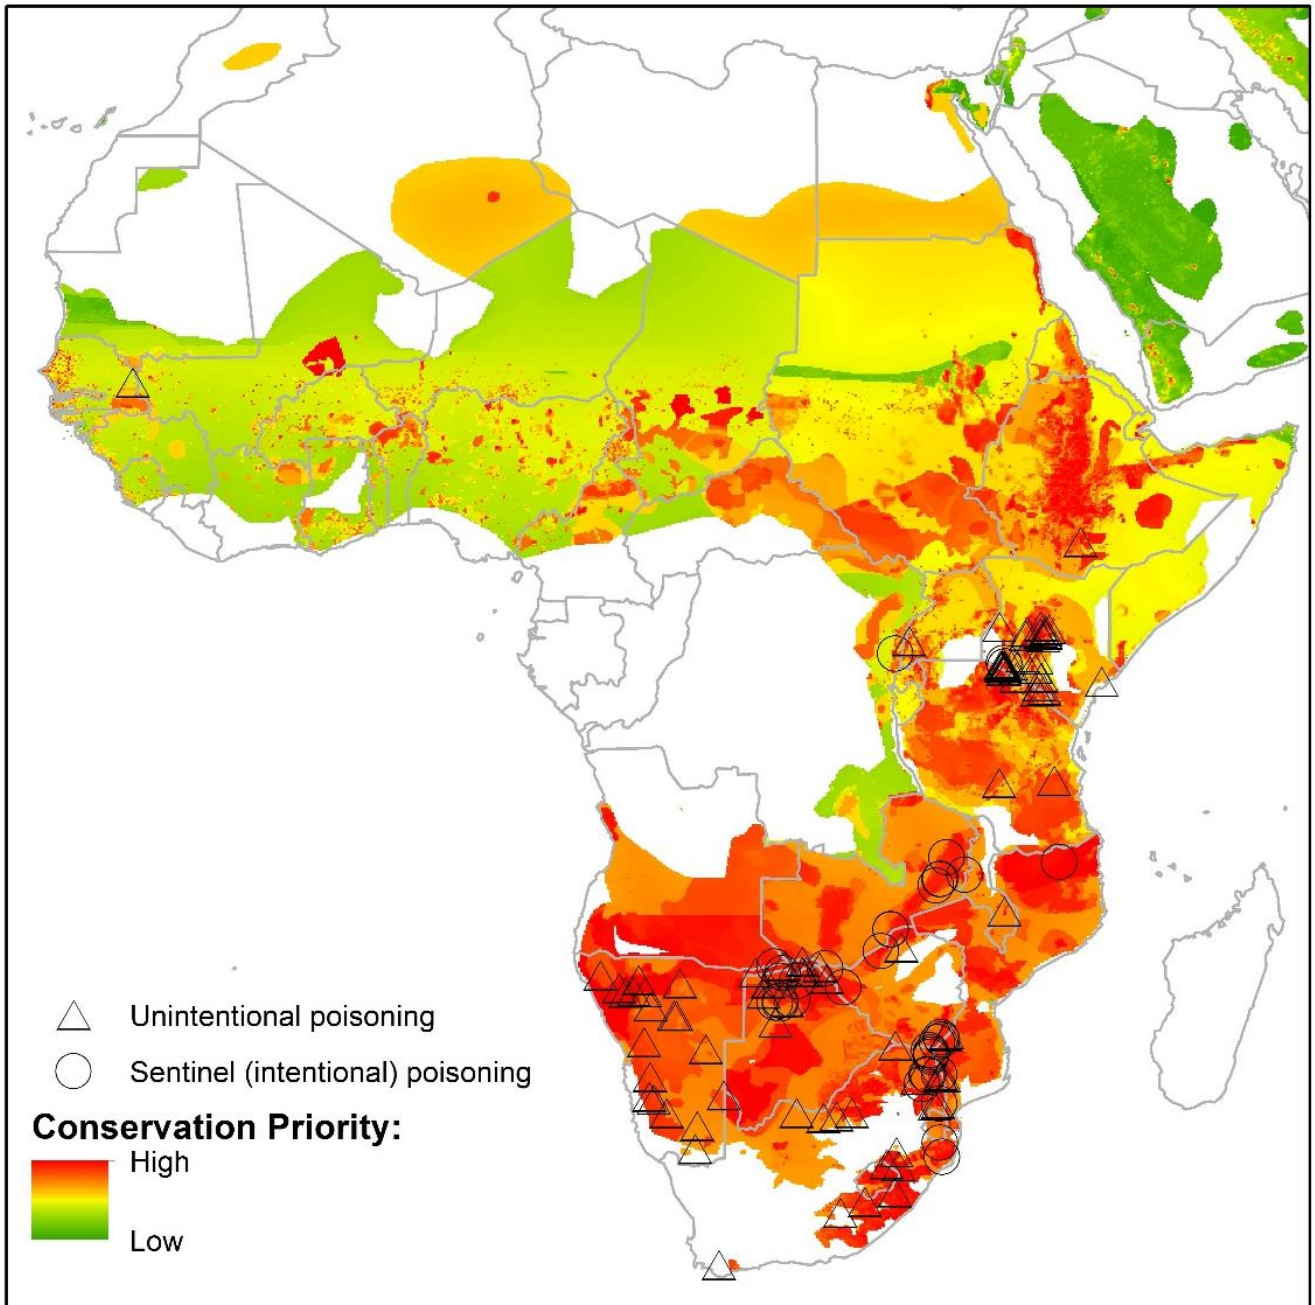 Unintentional poisoning
Sentinel (intentional) poisoning
Conservation Priority:
High
Low